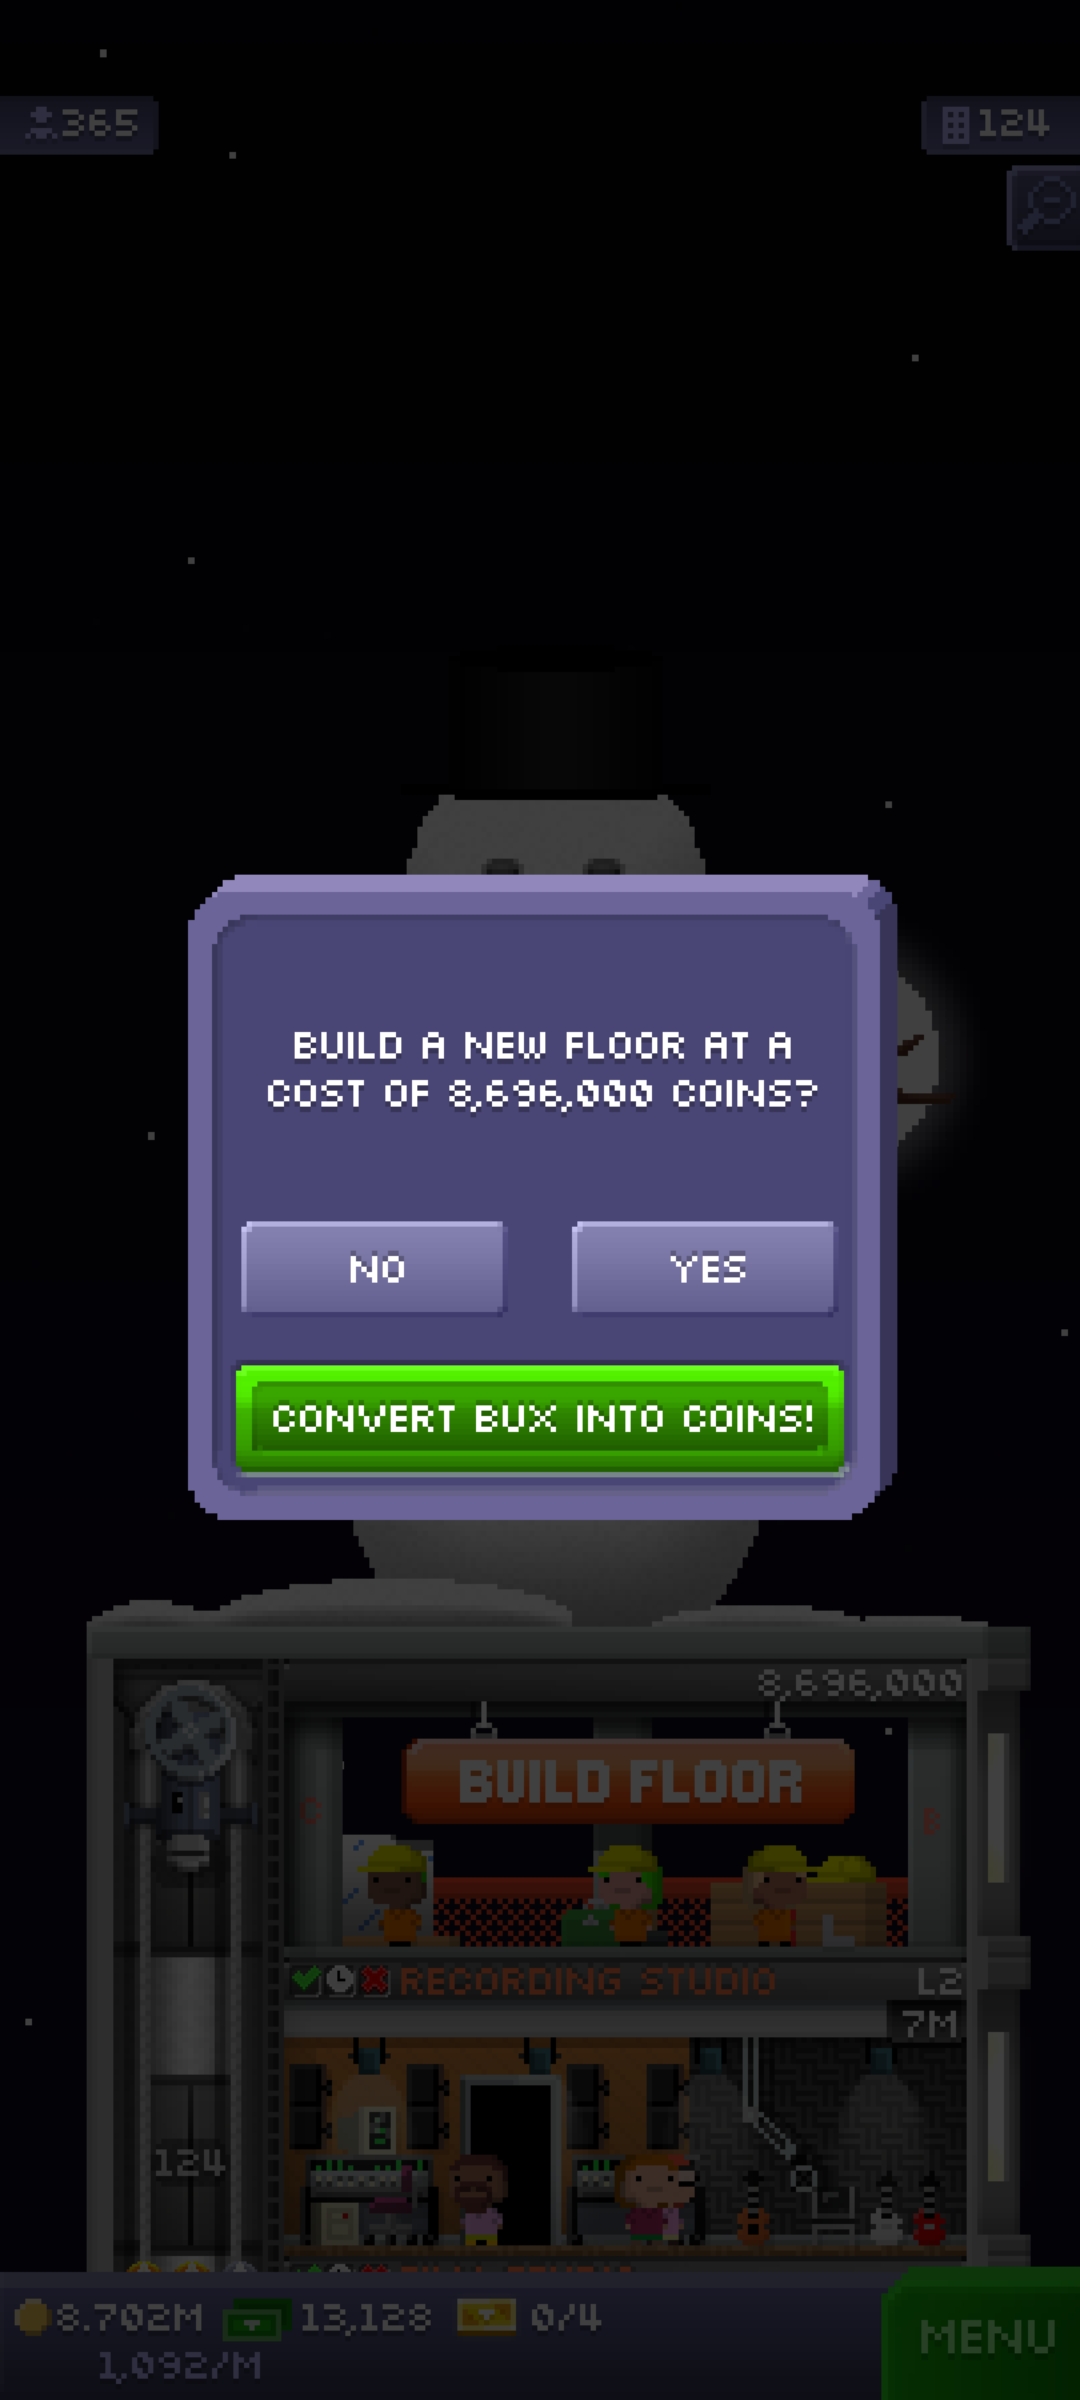 365
124
BUILD A NEW FLOOR AT A
COST OF 8,696,000 COINS?
NO
YES
CONVERT BUX INTO COINS!
8,696,000
BUILD FLOOR
C
B
L
RECORDING STUDIO
L2
7M
124
8.702M
13,128
0/4
1,092/M
MENU